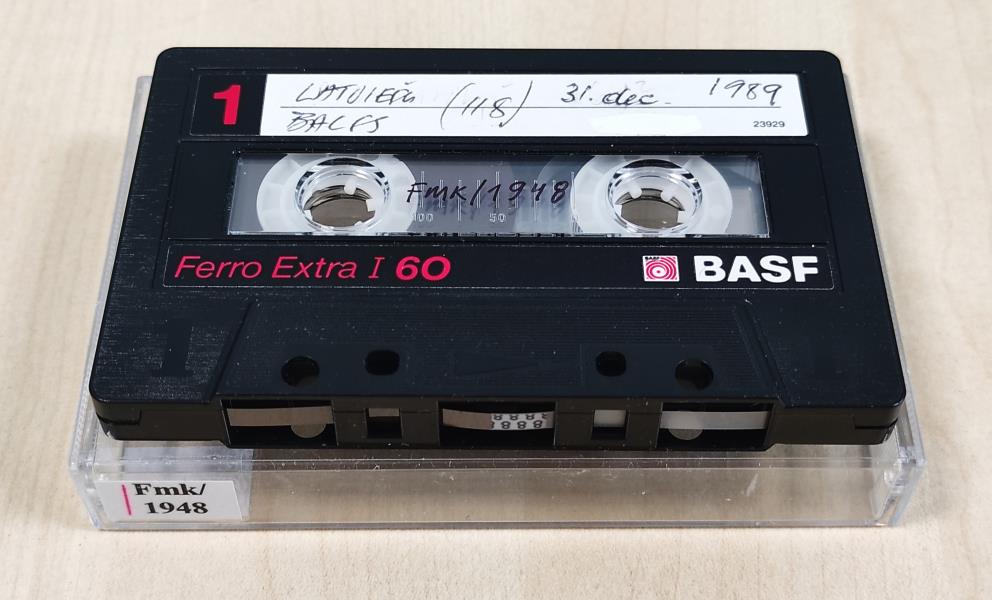 1 LATVIEŠU (118) 31. dec. 1989
BALSS
23929
Fmk/1948
100 50
Ferro Extra I 60 BASF
Fmk/
1948